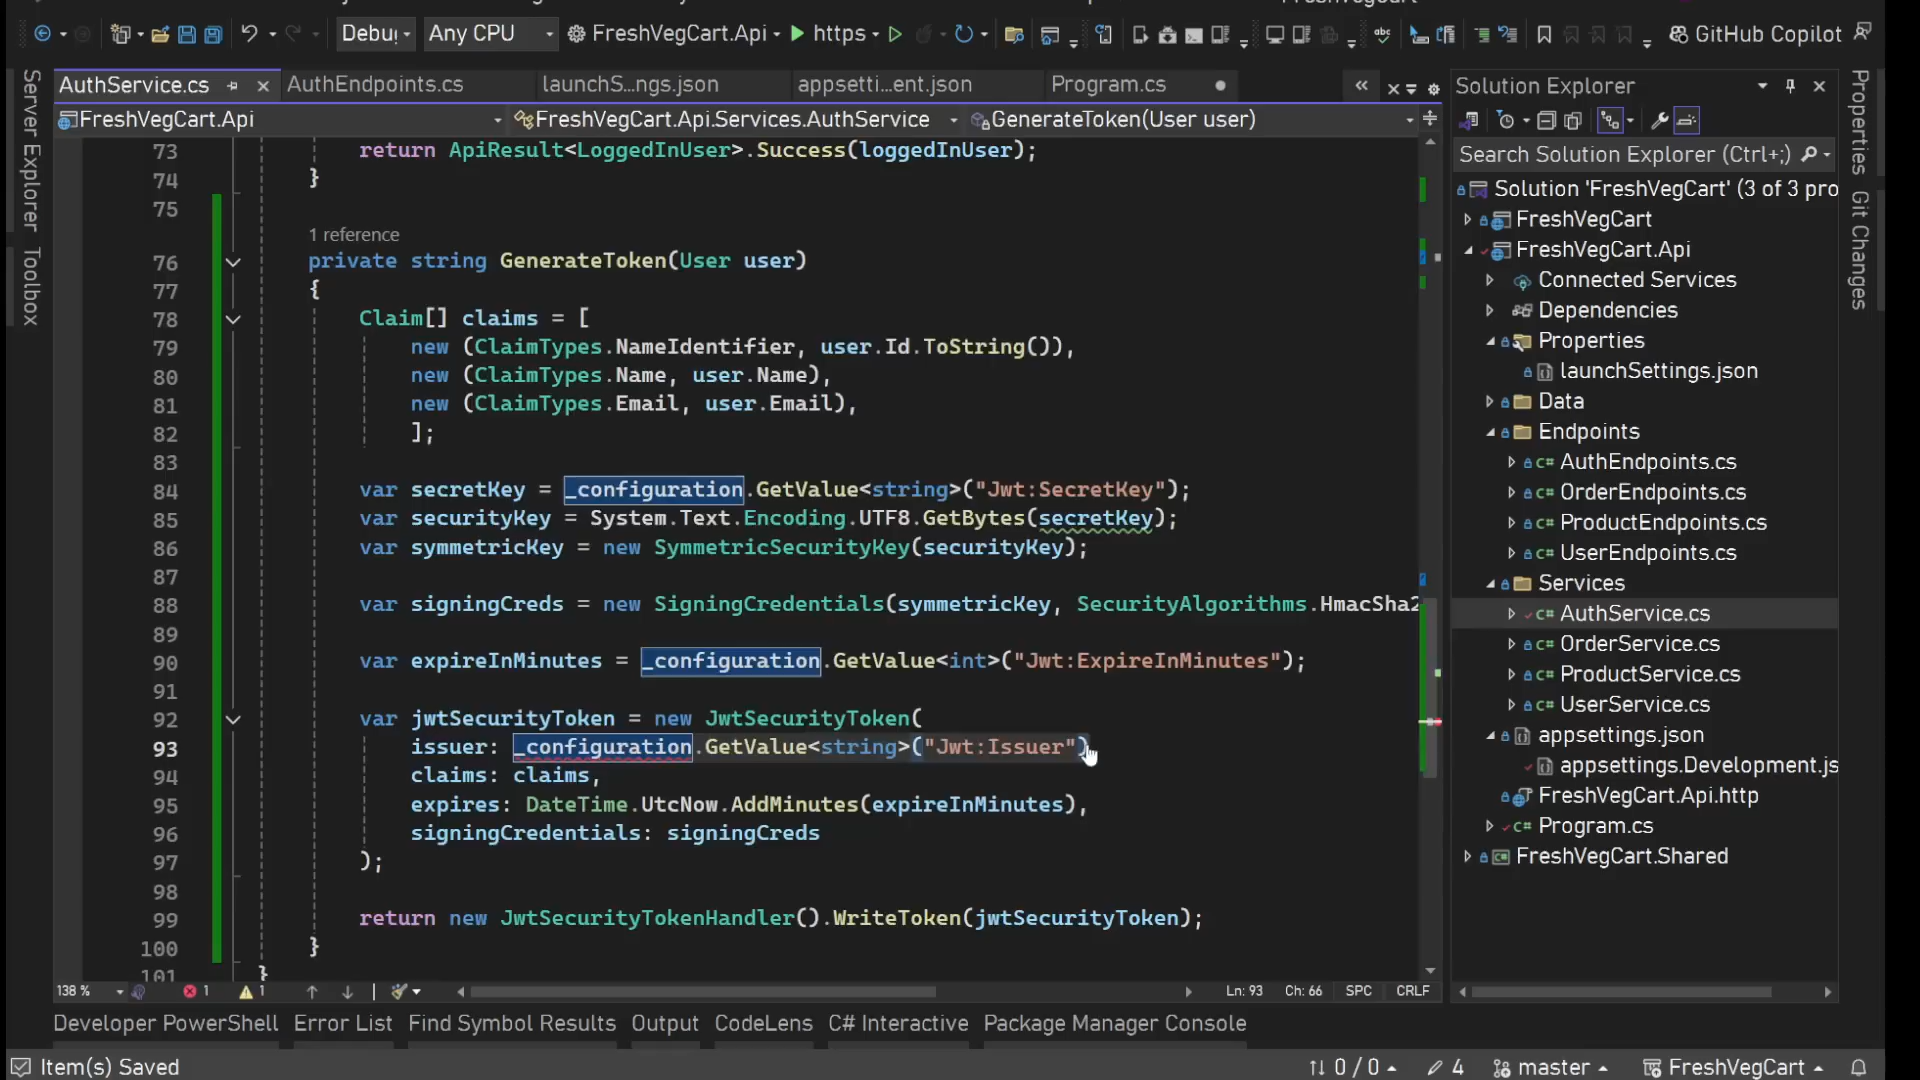 Debug
Any CPU
FreshVegCart.Api
https
GitHub Copilot
AuthService.cs
AuthEndpoints.cs
launchS...ngs.json
appsetti...ent.json
Program.cs
FreshVegCart.Api
FreshVegCart.Api.Services.AuthService
GenerateToken(User user)
Server Explorer
Toolbox
73 return ApiResult<LoggedInUser>.Success(loggedInUser);
74 }
75
1 reference
76 private string GenerateToken(User user)
77 {
78 Claim[] claims = [
79 new (ClaimTypes.NameIdentifier, user.Id.ToString()),
80 new (ClaimTypes.Name, user.Name),
81 new (ClaimTypes.Email, user.Email),
82 ];
83
84 var secretKey = _configuration.GetValue<string>("Jwt:SecretKey");
85 var securityKey = System.Text.Encoding.UTF8.GetBytes(secretKey);
86 var symmetricKey = new SymmetricSecurityKey(securityKey);
87
88 var signingCreds = new SigningCredentials(symmetricKey, SecurityAlgorithms.HmacSha2
89
90 var expireInMinutes = _configuration.GetValue<int>("Jwt:ExpireInMinutes");
91
92 var jwtSecurityToken = new JwtSecurityToken(
93 issuer: _configuration.GetValue<string>("Jwt:Issuer")
94 claims: claims,
95 expires: DateTime.UtcNow.AddMinutes(expireInMinutes),
96 signingCredentials: signingCreds
97 );
98
99 return new JwtSecurityTokenHandler().WriteToken(jwtSecurityToken);
100 }
101 }
138 %
1
1
Ln: 93
Ch: 66
SPC
CRLF
Solution Explorer
Search Solution Explorer (Ctrl+;)
Solution 'FreshVegCart' (3 of 3 pro
FreshVegCart
FreshVegCart.Api
Connected Services
Dependencies
Properties
launchSettings.json
Data
Endpoints
AuthEndpoints.cs
OrderEndpoints.cs
ProductEndpoints.cs
UserEndpoints.cs
Services
AuthService.cs
OrderService.cs
ProductService.cs
UserService.cs
appsettings.json
appsettings.Development.js
FreshVegCart.Api.http
Program.cs
FreshVegCart.Shared
Properties
Git Changes
Developer PowerShell
Error List
Find Symbol Results
Output
CodeLens
C# Interactive
Package Manager Console
Item(s) Saved
0 / 0
4
master
FreshVegCart